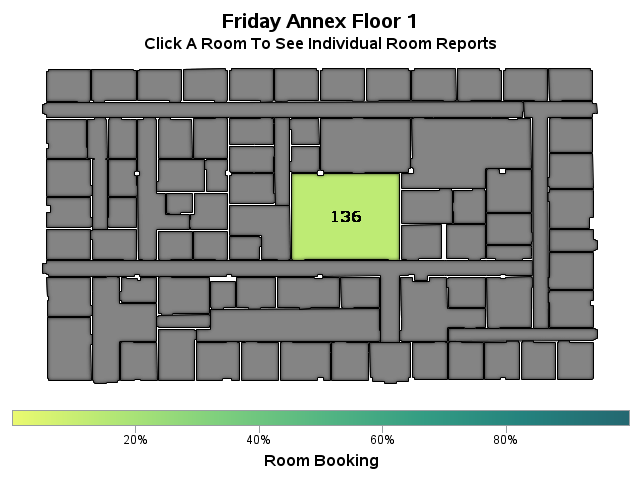 Friday Annex Floor 1
Click A Room To See Individual Room Reports
136
20% 40% 60% 80%
Room Booking